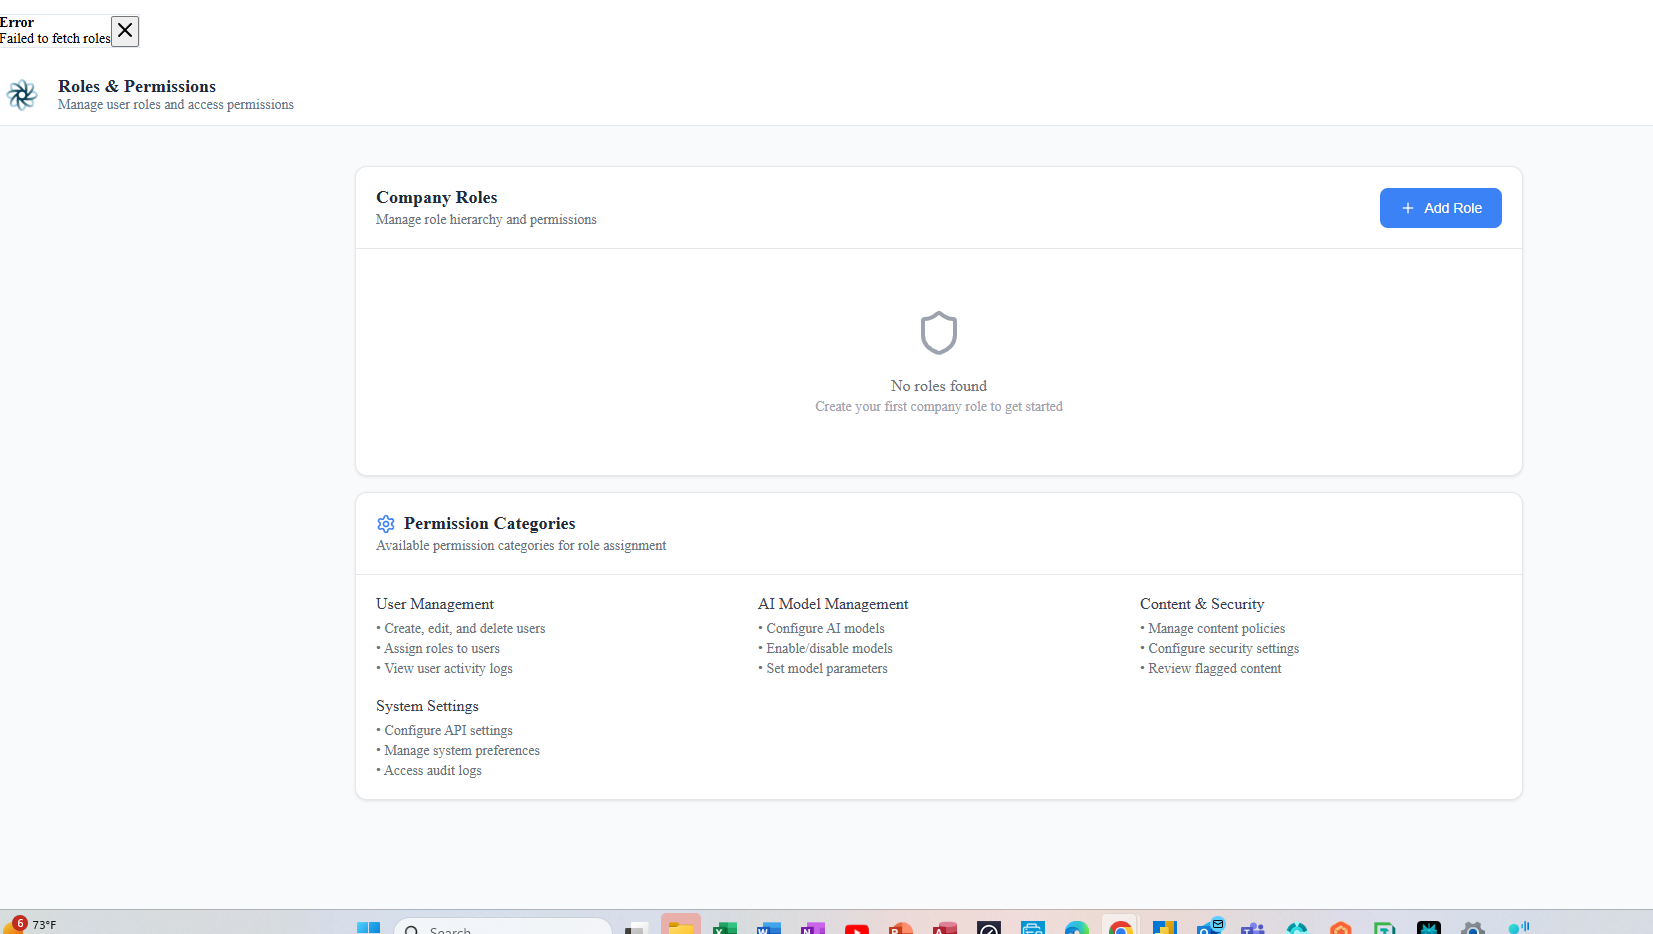 Error
Failed to fetch roles
Roles & Permissions
Manage user roles and access permissions
Company Roles
Manage role hierarchy and permissions
+ Add Role
No roles found
Create your first company role to get started
Permission Categories
Available permission categories for role assignment
User Management
• Create, edit, and delete users
• Assign roles to users
• View user activity logs
AI Model Management
• Configure AI models
• Enable/disable models
• Set model parameters
Content & Security
• Manage content policies
• Configure security settings
• Review flagged content
System Settings
• Configure API settings
• Manage system preferences
• Access audit logs
6
73°F
Search